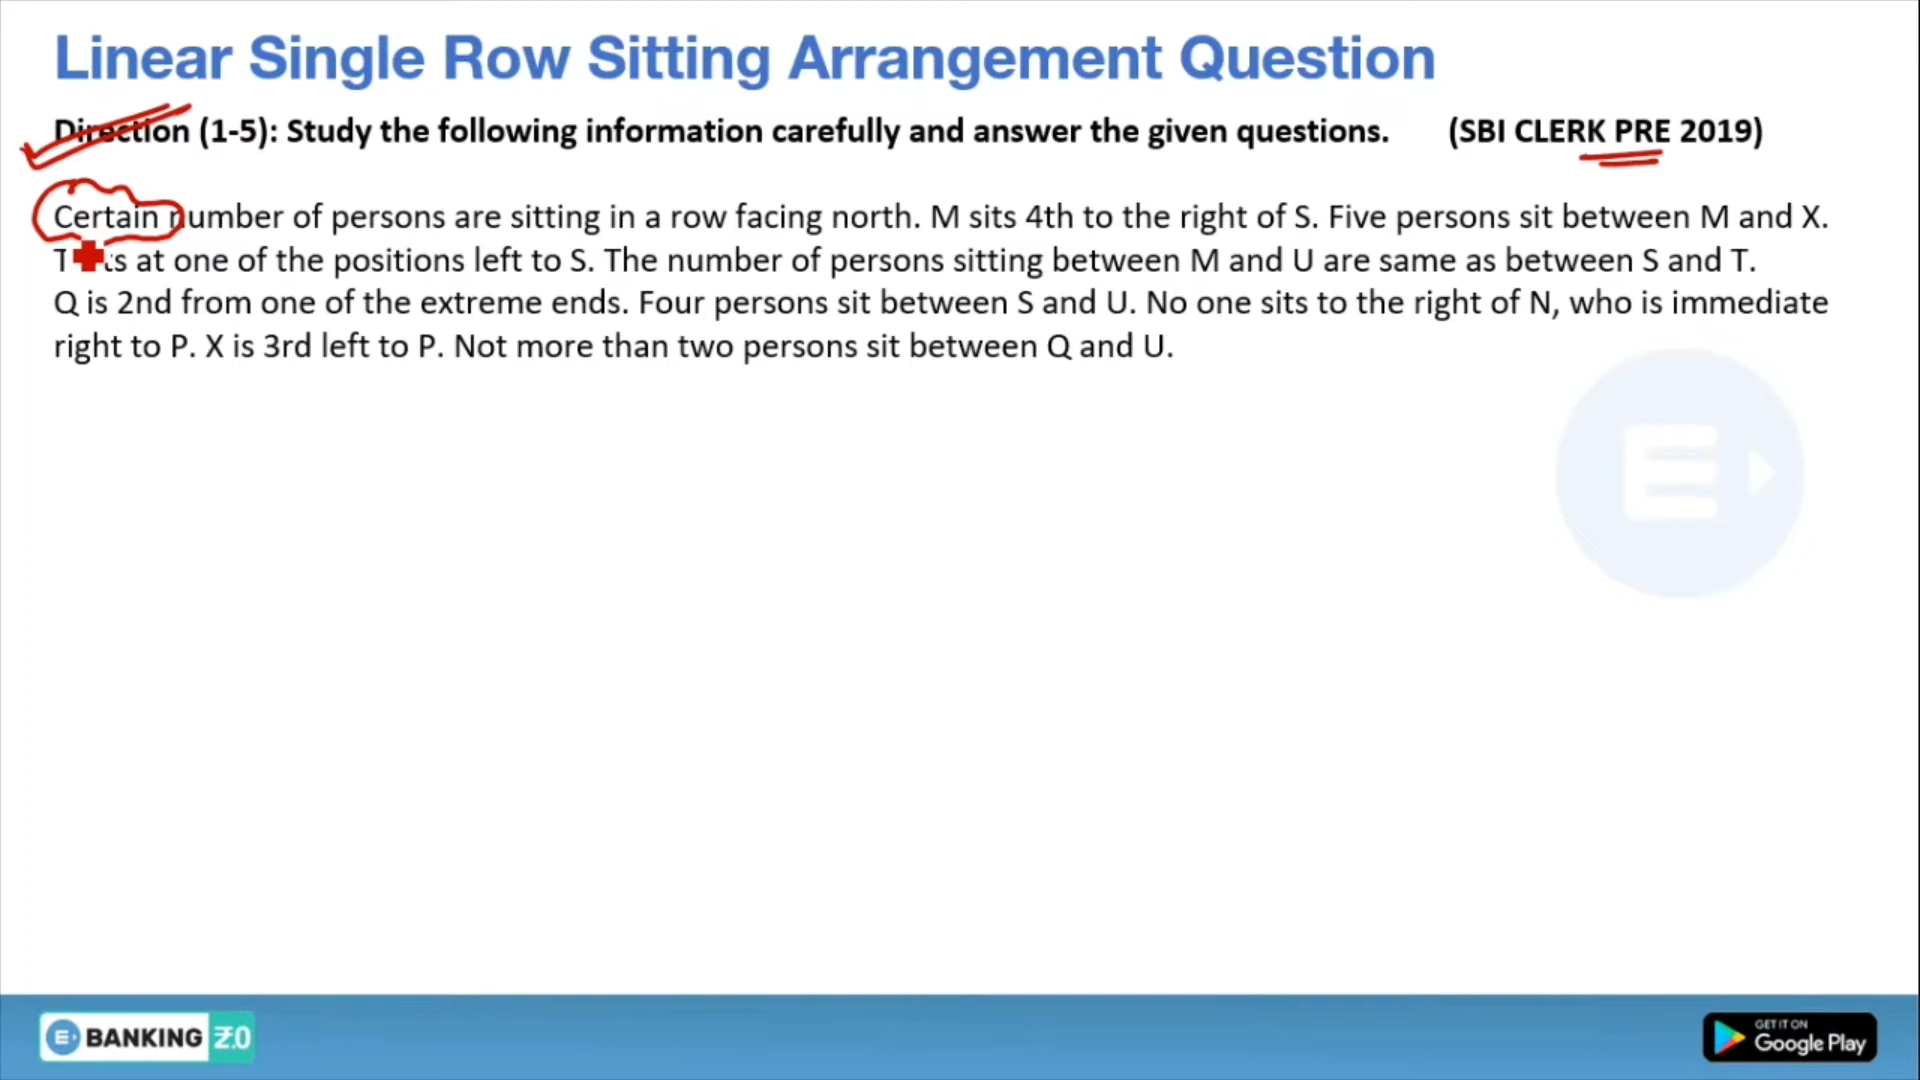 Linear Single Row Sitting Arrangement Question
Direction (1-5): Study the following information carefully and answer the given questions. (SBI CLERK PRE 2019)
Certain number of persons are sitting in a row facing north. M sits 4th to the right of S. Five persons sit between M and X.
T at one of the positions left to S. The number of persons sitting between M and U are same as between S and T.
Q is 2nd from one of the extreme ends. Four persons sit between S and U. No one sits to the right of N, who is immediate
right to P. X is 3rd left to P. Not more than two persons sit between Q and U.
E BANKING 2.0
GET IT ON
Google Play